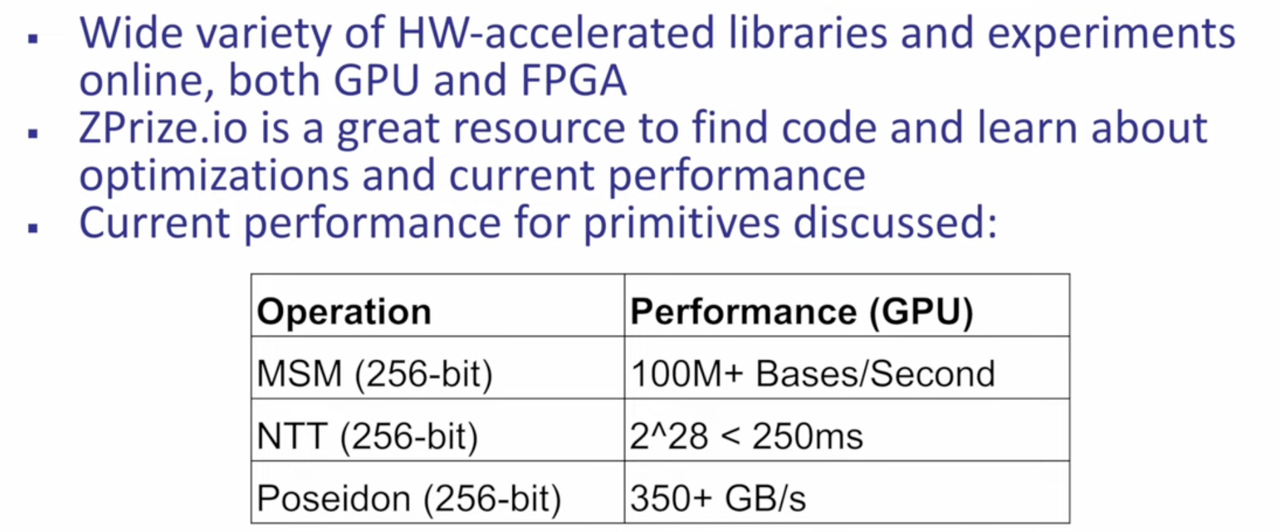 ▪ Wide variety of HW-accelerated libraries and experiments
online, both GPU and FPGA
▪ ZPrize.io is a great resource to find code and learn about
optimizations and current performance
▪ Current performance for primitives discussed:
Operation Performance (GPU)
MSM (256-bit) 100M+ Bases/Second
NTT (256-bit) 2^28 < 250ms
Poseidon (256-bit) 350+ GB/s